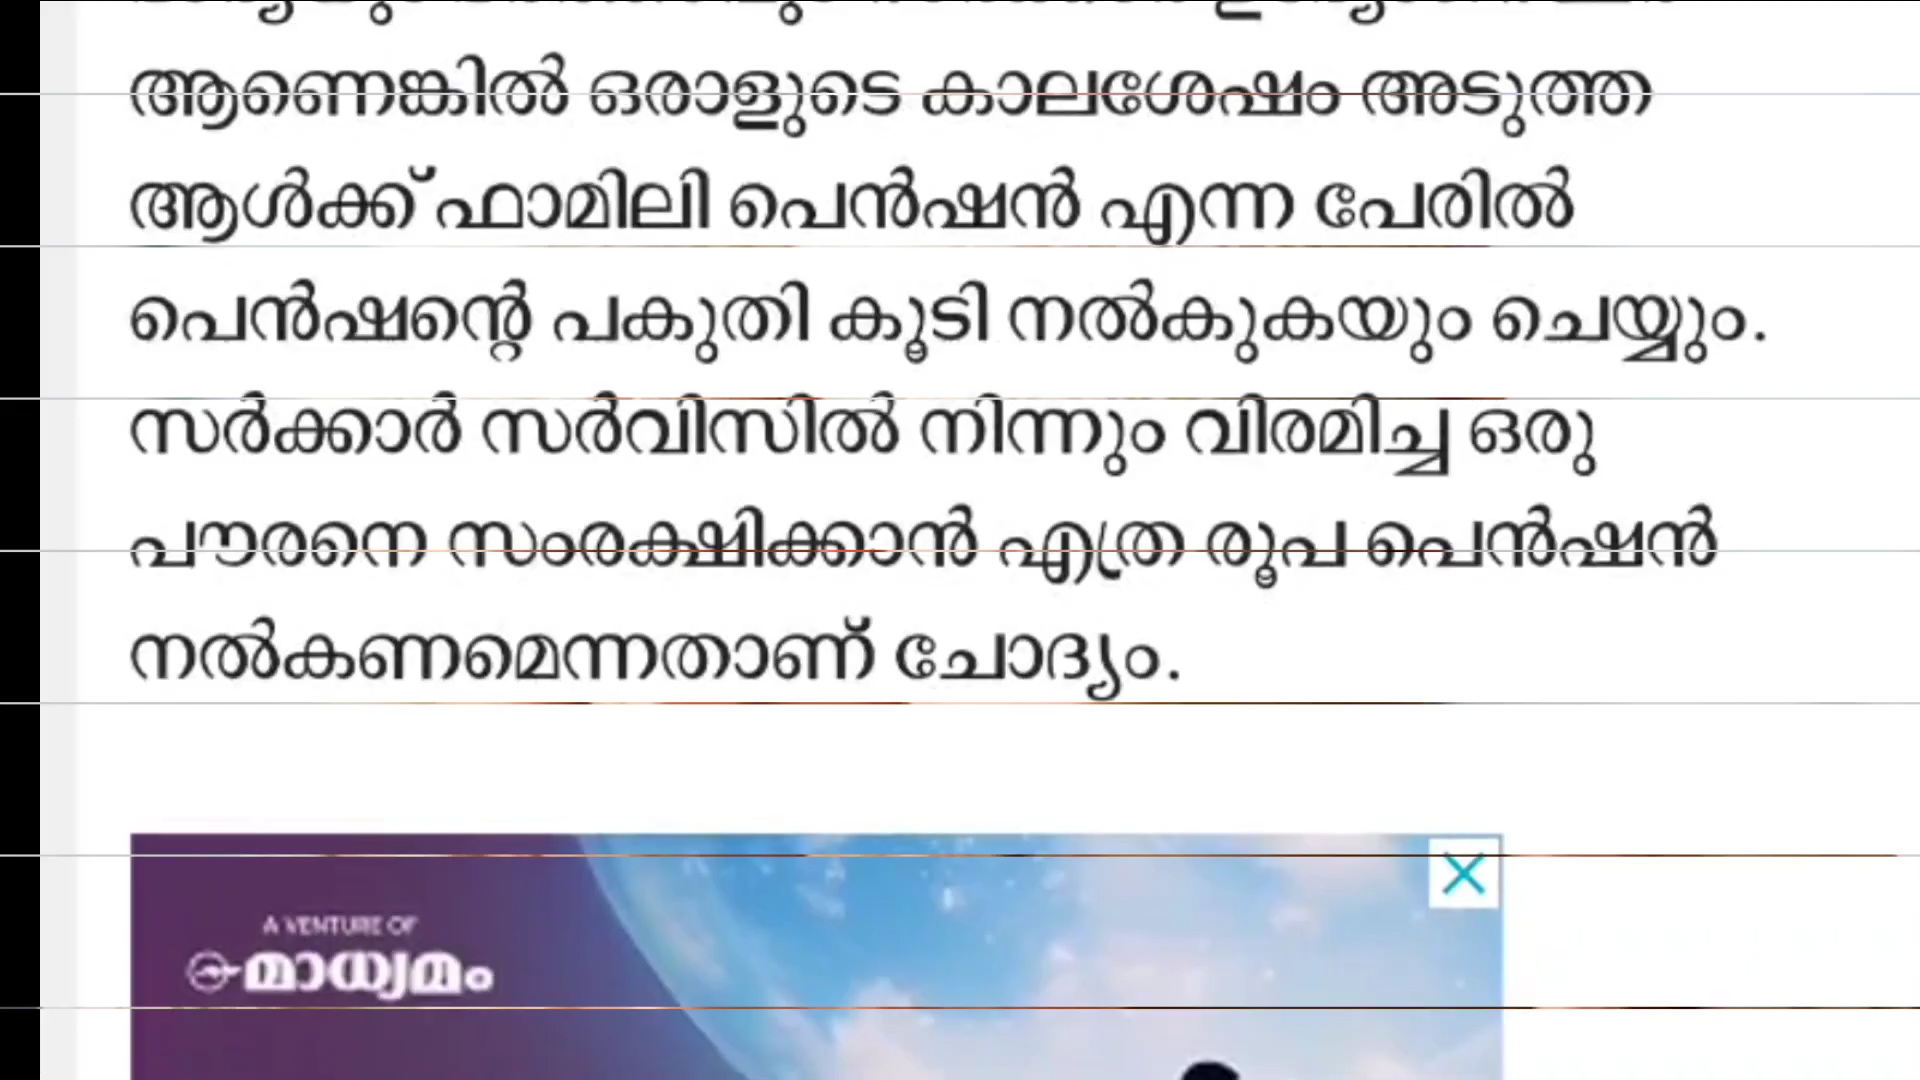 ആണെങ്കിൽ ഒരാളുടെ കാലശേഷം അടുത്ത
ആൾക്ക് ഫാമിലി പെൻഷൻ എന്ന പേരിൽ
പെൻഷന്റെ പകുതി കൂടി നൽകുകയും ചെയ്യും.
സർക്കാർ സർവിസിൽ നിന്നും വിരമിച്ച ഒരു
പൗരനെ സംരക്ഷിക്കാൻ എത്ര രൂപ പെൻഷൻ
നൽകണമെന്നതാണ് ചോദ്യം.
A VENTURE OF
മാധ്യമം